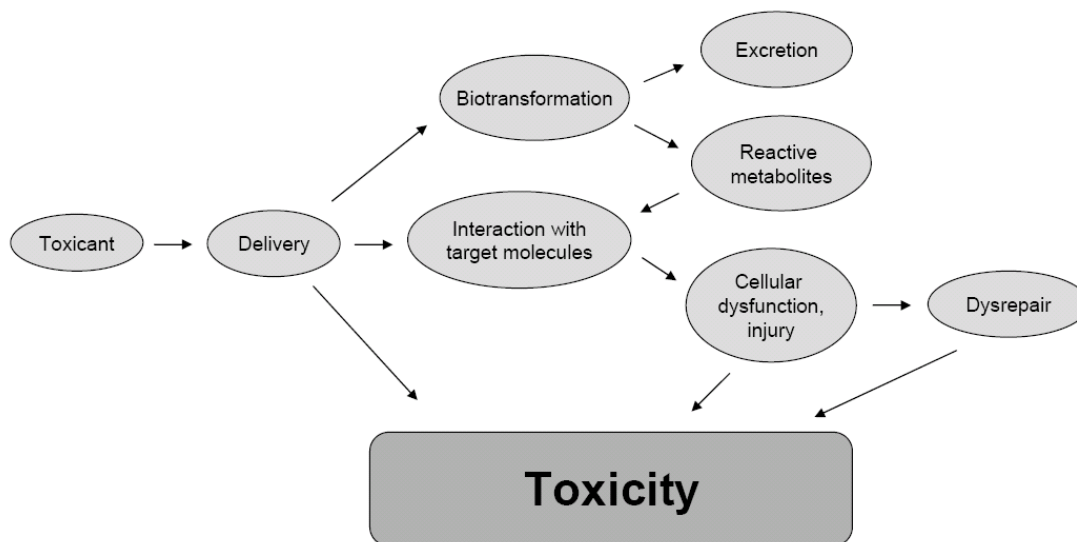 Excretion
Biotransformation
Reactive
metabolites
Interaction with
target molecules
Toxicant
Delivery
Cellular
dysfunction,
injury
Dysrepair
Toxicity